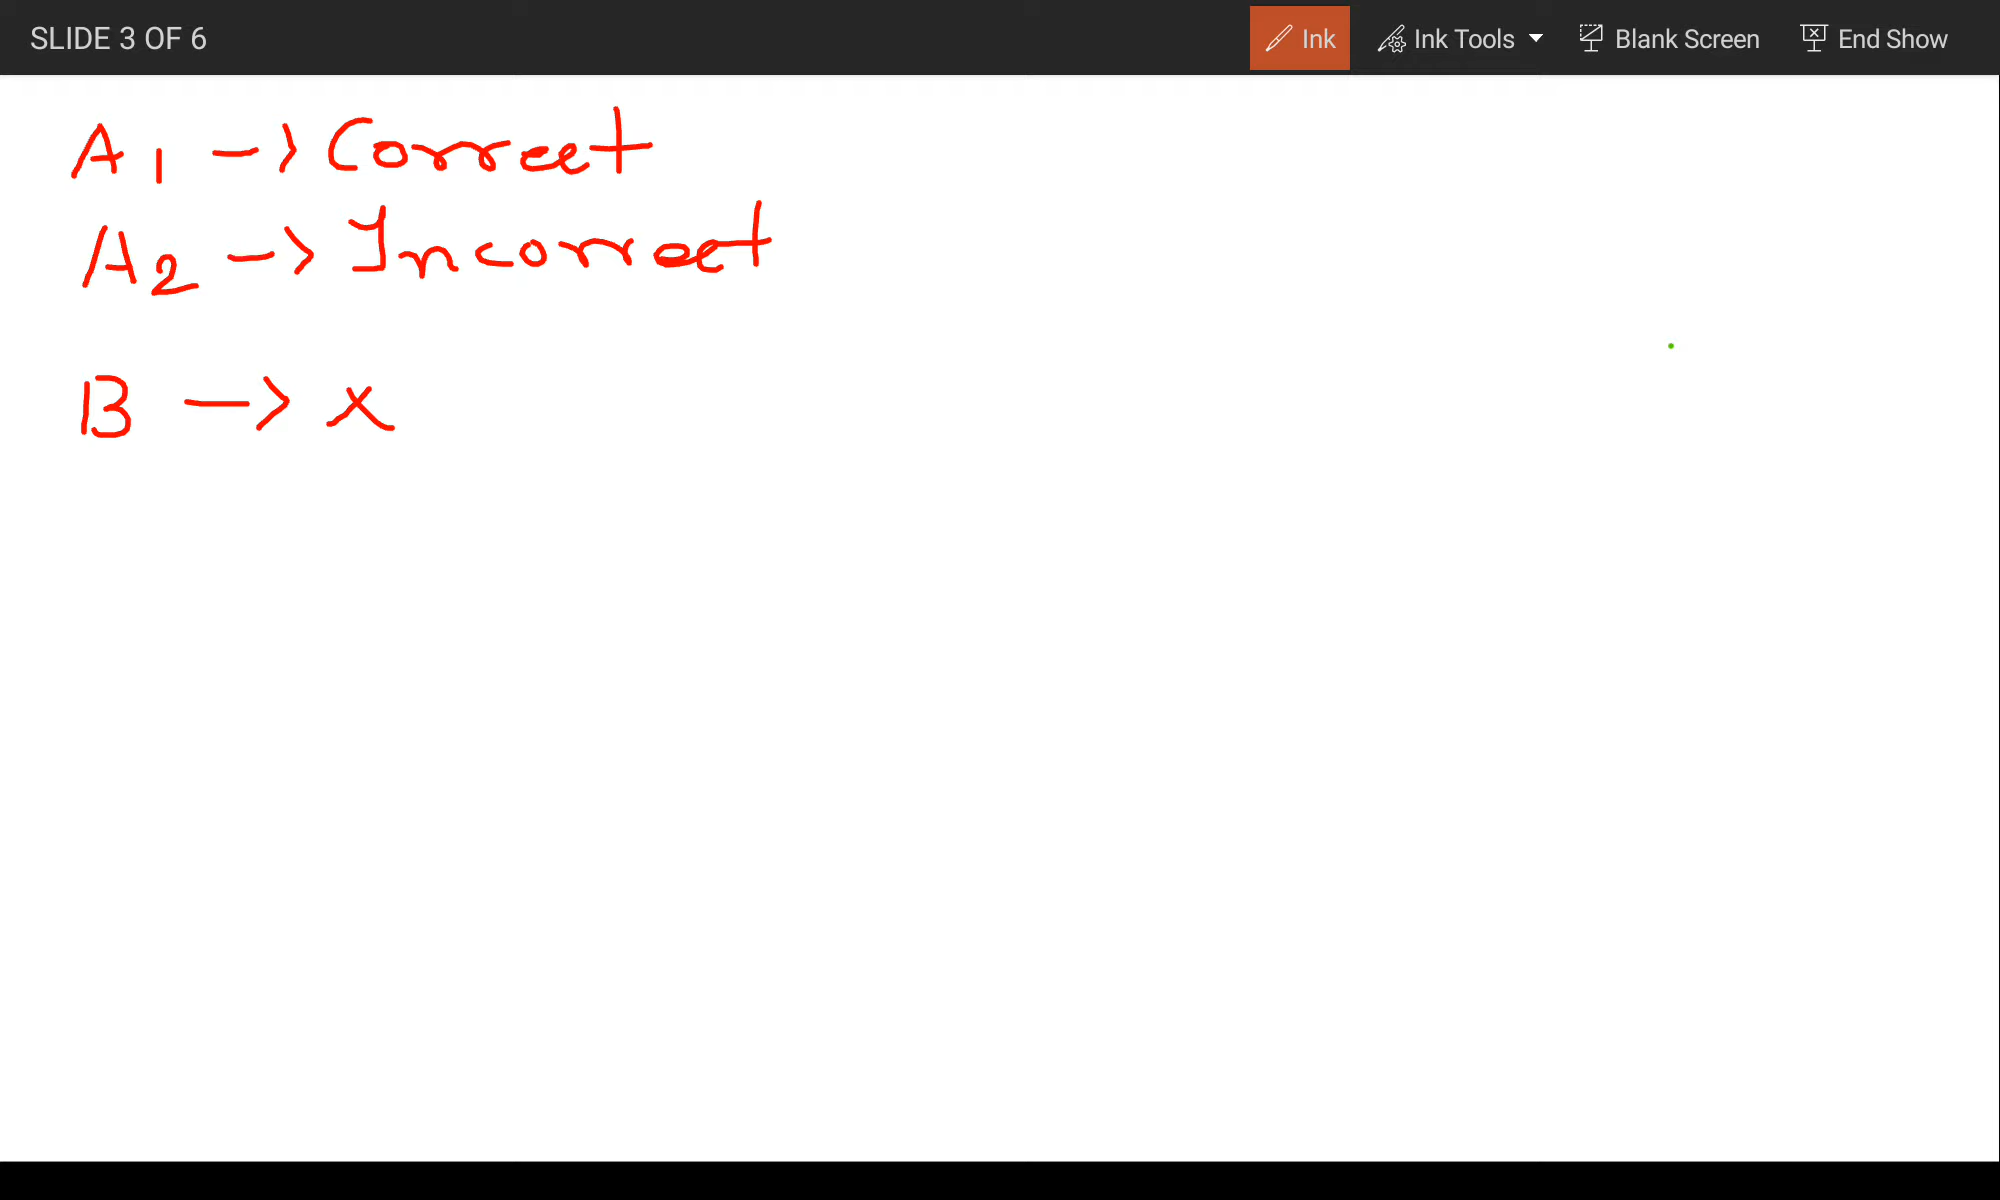 SLIDE 3 OF 6 Ink Ink Tools Blank Screen End Show
A1 -> Correct
A2 -> Incorrect
B -> x